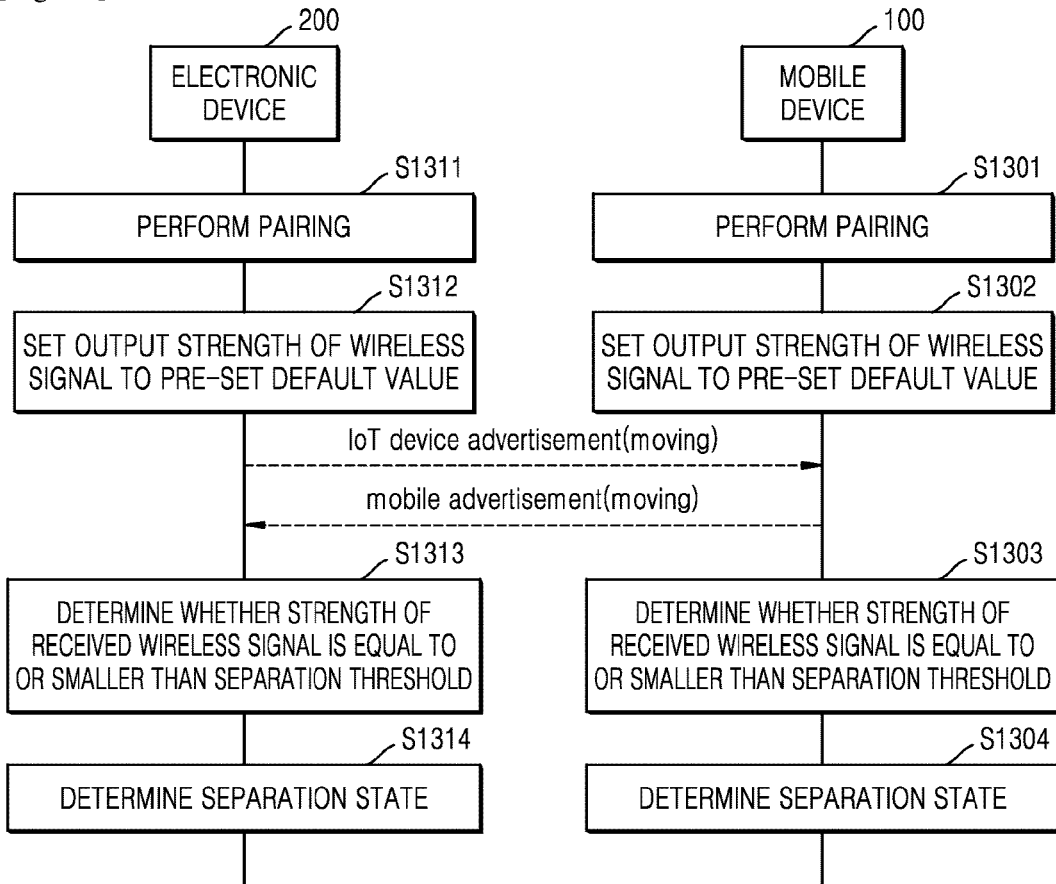 200
100
ELECTRONIC
DEVICE
MOBILE
DEVICE
S1311
S1301
PERFORM PAIRING
PERFORM PAIRING
S1312
S1302
SET OUTPUT STRENGTH OF WIRELESS
SIGNAL TO PRE-SET DEFAULT VALUE
SET OUTPUT STRENGTH OF WIRELESS
SIGNAL TO PRE-SET DEFAULT VALUE
IoT device advertisement(moving)
mobile advertisement(moving)
S1313
S1303
DETERMINE WHETHER STRENGTH OF
RECEIVED WIRELESS SIGNAL IS EQUAL TO
OR SMALLER THAN SEPARATION THRESHOLD
DETERMINE WHETHER STRENGTH OF
RECEIVED WIRELESS SIGNAL IS EQUAL TO
OR SMALLER THAN SEPARATION THRESHOLD
S1314
S1304
DETERMINE SEPARATION STATE
DETERMINE SEPARATION STATE